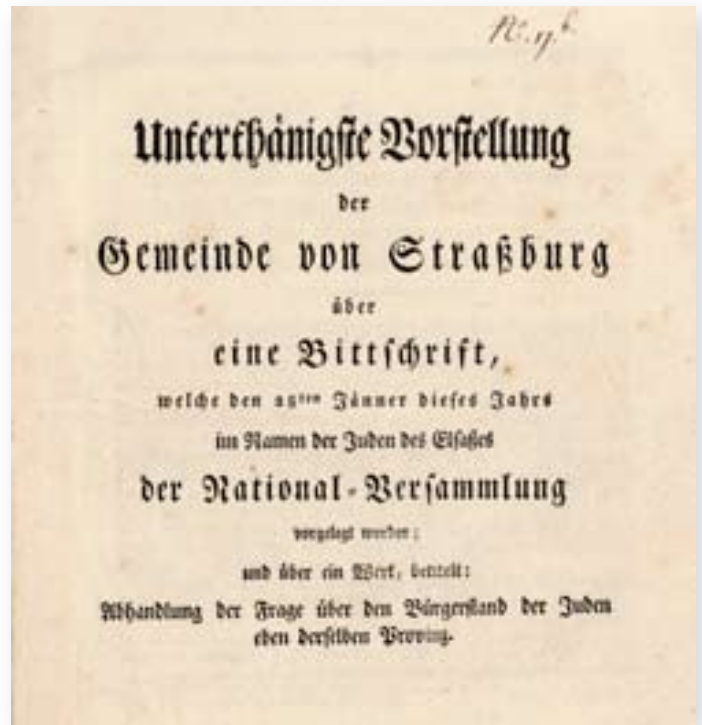 Unterthänigste Vorstellung
der
Gemeinde von Straßburg
über
eine Bittschrift,
welche den Jänner dieses Jahrs
im Namen der Juden des Elsaßes
der National-Versammlung
vorgelegt worden;
und über ein Werk, betitelt:
Abhandlung der Frage über den Bürgerstand der Juden
eben derselben Provinz.